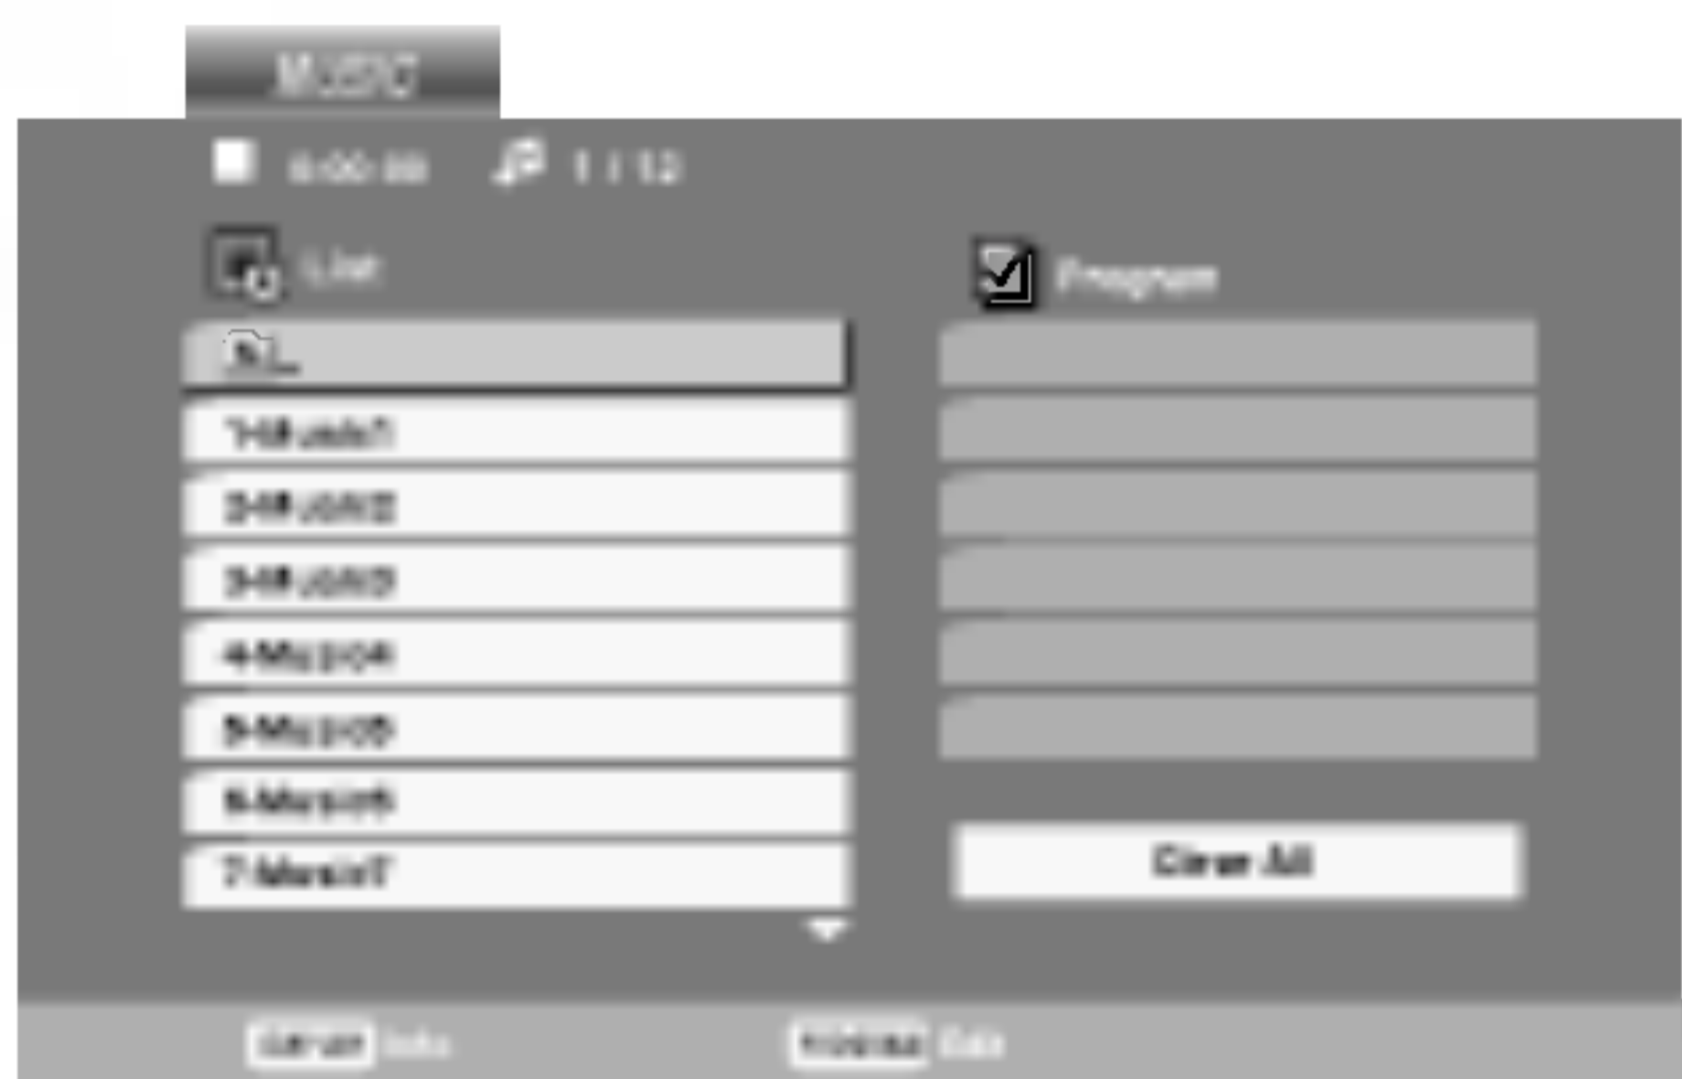 MUSIC
0:00:00 1 / 12
List
Program
1-Music1
2-Music2
3-Music3
4-Music4
5-Music5
6-Music6
7-Music7
Clear All
Info
Edit